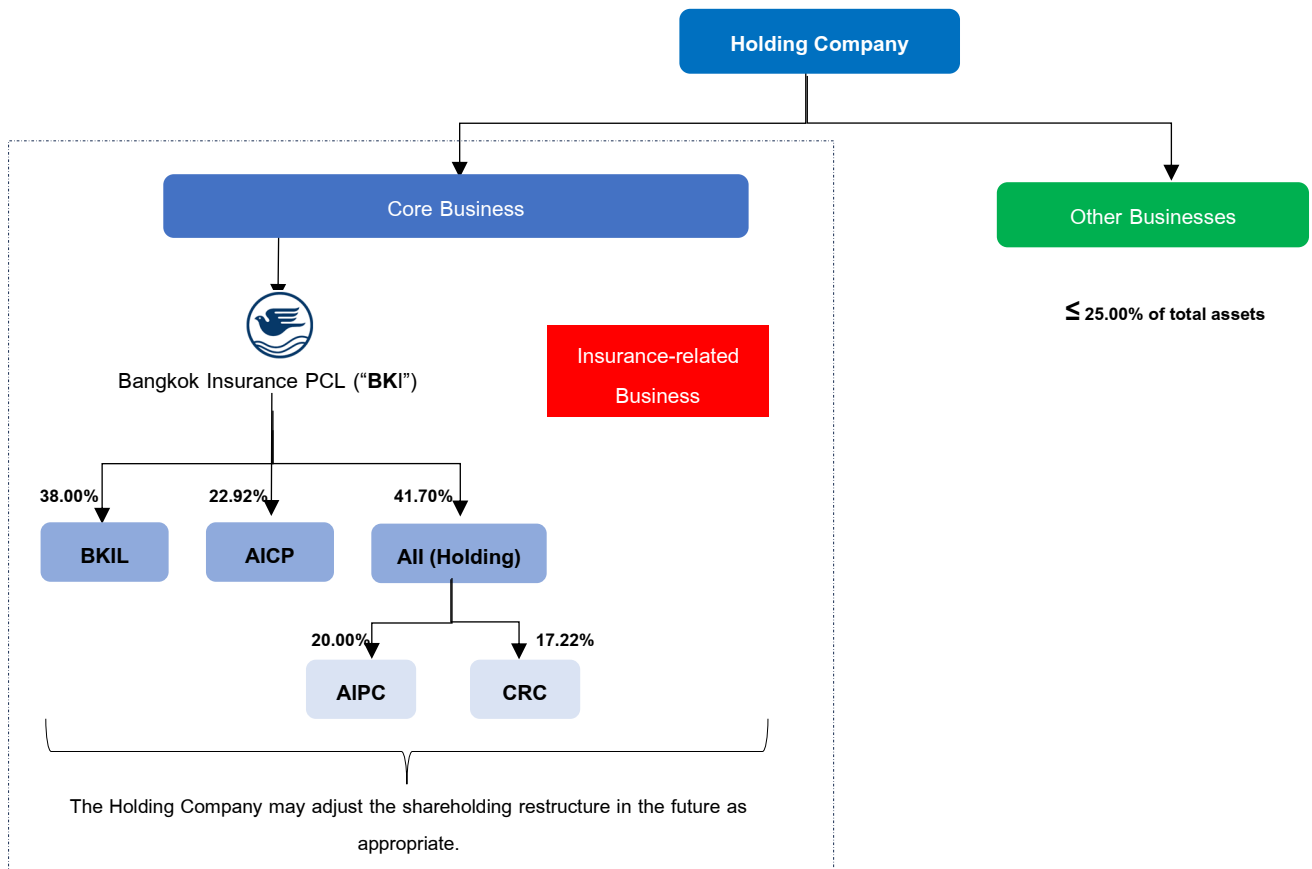 Holding Company
Core Business
Other Businesses
≤ 25.00% of total assets
Insurance-related
Business
Bangkok Insurance PCL (“BKI”)
38.00%
22.92%
41.70%
BKIL
AICP
AII (Holding)
20.00%
17.22%
AIPC
CRC
The Holding Company may adjust the shareholding restructure in the future as
appropriate.